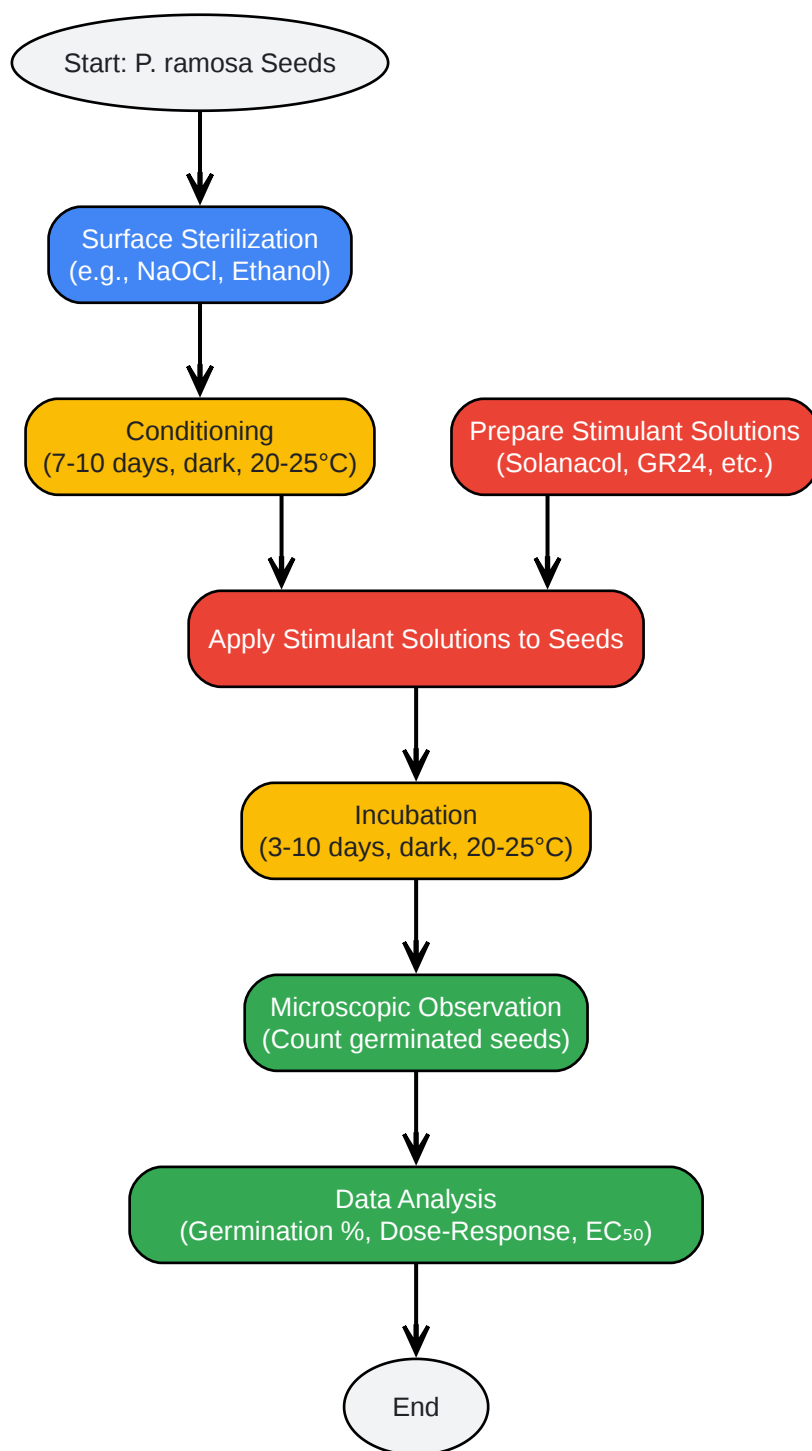 Start: P. ramosa Seeds
Surface Sterilization
(e.g., NaOCl, Ethanol)
Conditioning
(7-10 days, dark, 20-25°C)
Prepare Stimulant Solutions
(Solanacol, GR24, etc.)
Apply Stimulant Solutions to Seeds
Incubation
(3-10 days, dark, 20-25°C)
Microscopic Observation
(Count germinated seeds)
Data Analysis
(Germination %, Dose-Response, EC₅₀)
End